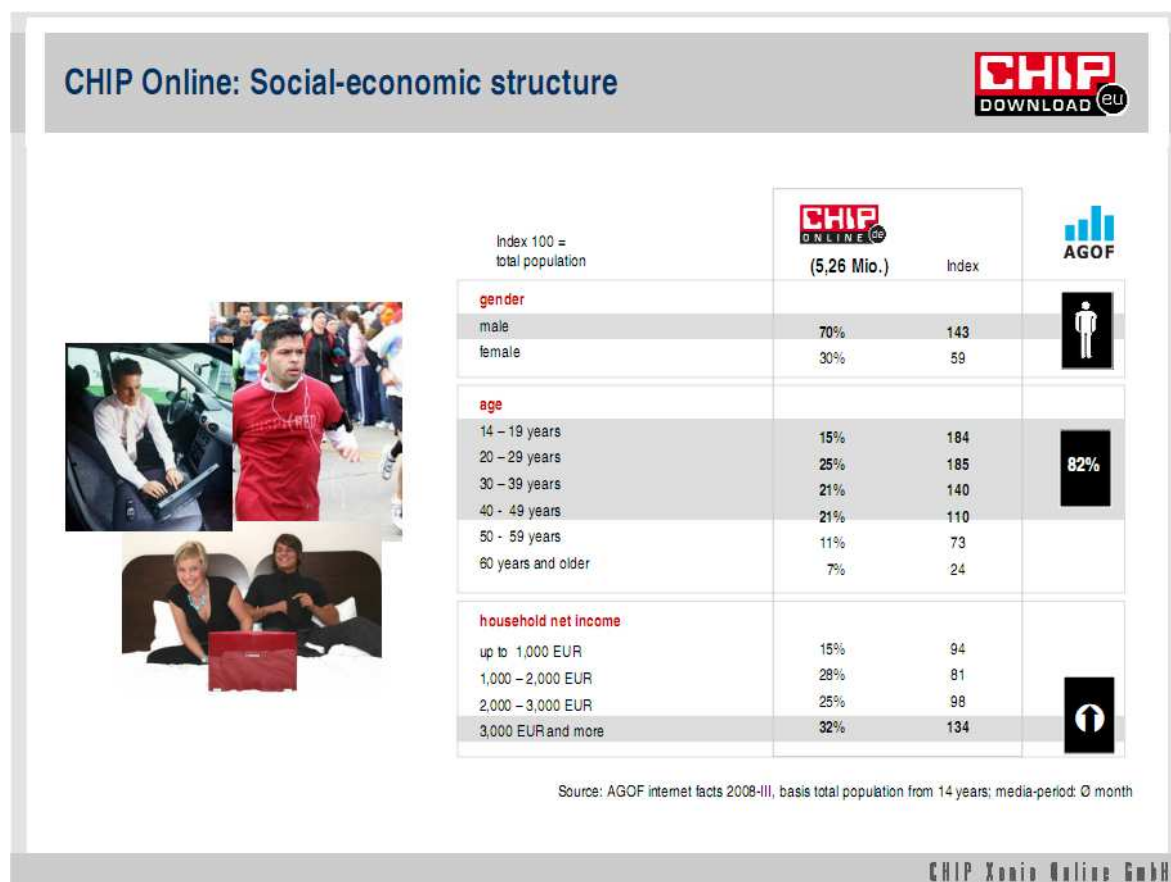 CHIP Online: Social-economic structure
CHIP
DOWNLOAD eu
Index 100 =
total population
CHIP
ONLINE de
(5,26 Mio.) Index
AGOF
gender
male 70% 143
female 30% 59
age
14 – 19 years 15% 184
20 – 29 years 25% 185
30 – 39 years 21% 140
40 - 49 years 21% 110
50 - 59 years 11% 73
60 years and older 7% 24
82%
household net income
up to 1,000 EUR 15% 94
1,000 – 2,000 EUR 28% 81
2,000 – 3,000 EUR 25% 98
3,000 EUR and more 32% 134
Source: AGOF internet facts 2008-III, basis total population from 14 years; media-period: Ø month
CHIP Xonio Online GmbH